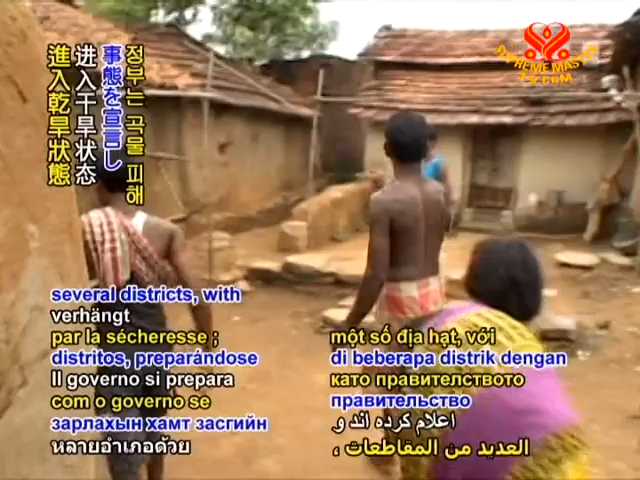 SUPREME MASTER
TV.COM
정부는 곡물 피해
事態を宣言し
进入干旱状态
進入乾旱狀態
several districts, with
verhängt
par la sécheresse ;
distritos, preparándose
Il governo si prepara
com o governo se
зарлахын хамт засгийн
หลายอำเภอด้วย
một số địa hạt, với
di beberapa distrik dengan
като правителството
правительство
اعلام کرده اند و
العديد من المقاطعات ،